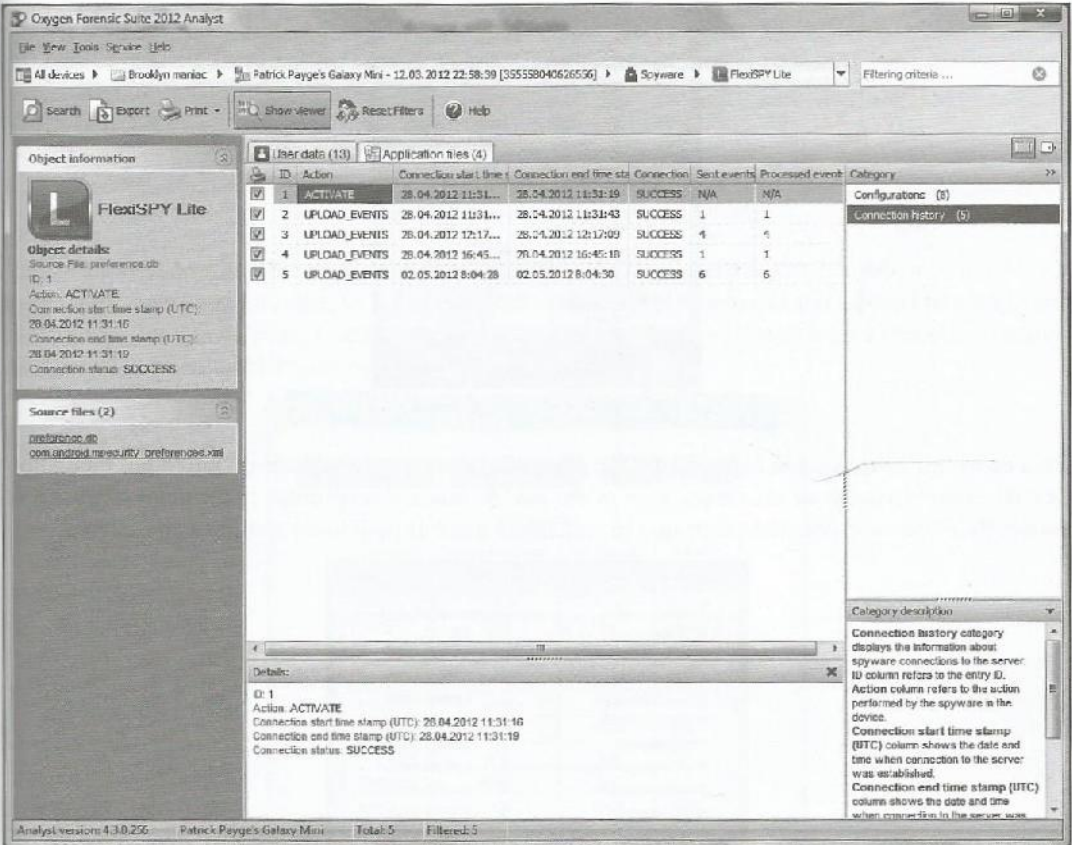 Oxygen Forensic Suite 2012 Analyst
File View Tools Service Help
All devices Brooklyn maniac Patrick Payge's Galaxy Mini - 12.03.2012 22:58:39 [355558040626556] Spyware FlexiSPY Lite Filtering criteria ...
Search Export Print Show viewer Reset Filters Help
Object information
FlexiSPY Lite
Object details:
Source File: preference.db
ID: 1
Action: ACTIVATE
Connection start time stamp (UTC):
28.04.2012 11:31:16
Connection end time stamp (UTC):
28.04.2012 11:31:19
Connection status: SUCCESS
Source files (2)
preference.db
com.android.msecurity_preferences.xml
User data (13) Application files (4)
ID Action Connection start time Connection end time sta Connection Sent events Processed event
1 ACTIVATE 28.04.2012 11:31... 28.04.2012 11:31:19 SUCCESS N/A N/A
2 UPLOAD_EVENTS 28.04.2012 11:31... 28.04.2012 11:31:43 SUCCESS 1 1
3 UPLOAD_EVENTS 28.04.2012 12:17... 28.04.2012 12:17:09 SUCCESS 4 4
4 UPLOAD_EVENTS 28.04.2012 16:45... 28.04.2012 16:45:18 SUCCESS 1 1
5 UPLOAD_EVENTS 02.05.2012 8:04:28 02.05.2012 8:04:30 SUCCESS 6 6
Details:
ID: 1
Action: ACTIVATE
Connection start time stamp (UTC): 28.04.2012 11:31:16
Connection end time stamp (UTC): 28.04.2012 11:31:19
Connection status: SUCCESS
Category
Configurations (8)
Connection history (5)
Category description
Connection history category
displays the information about
spyware connections to the server.
ID column refers to the entry ID.
Action column refers to the action
performed by the spyware in the
device.
Connection start time stamp
(UTC) column shows the date and
time when connection to the server
was established.
Connection end time stamp (UTC)
column shows the date and time
when connection to the server was
Analyst version: 4.3.0.256 Patrick Payge's Galaxy Mini Total: 5 Filtered: 5